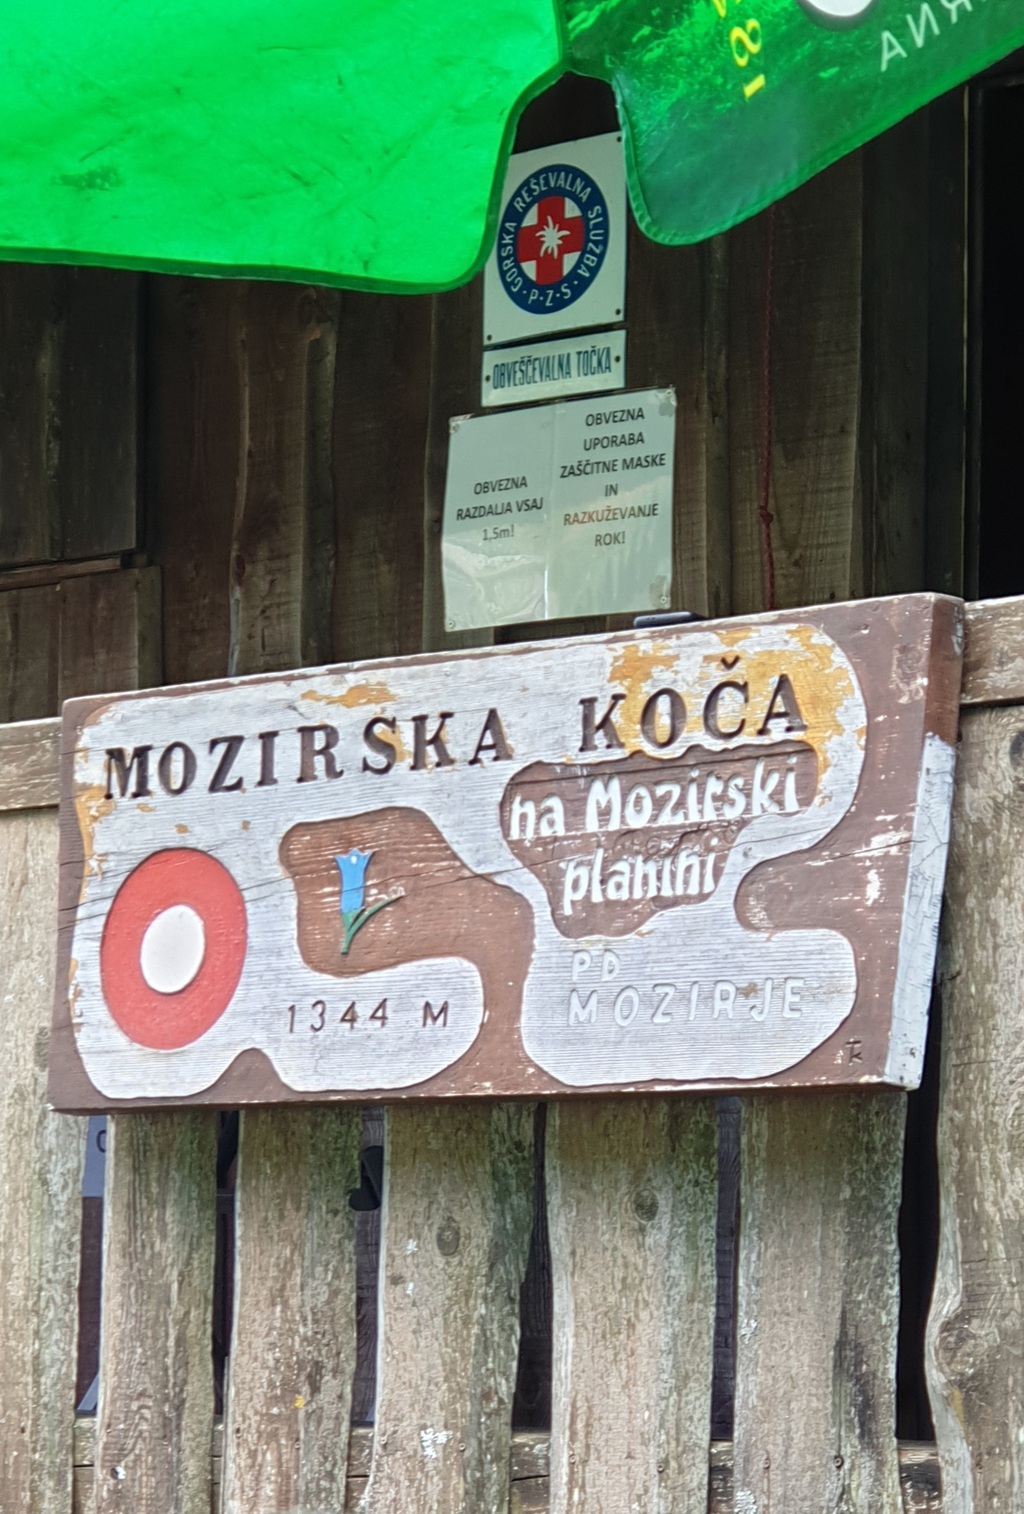 GORSKA REŠEVALNA SLUŽBA
·P·Z·S·
OBVEŠČEVALNA TOČKA
OBVEZNA
RAZDALJA VSAJ
1,5m!
OBVEZNA
UPORABA
ZAŠČITNE MASKE
IN
RAZKUŽEVANJE
ROK!
MOZIRSKA KOČA
na Mozirski
planini
1344 M
PD
MOZIRJE